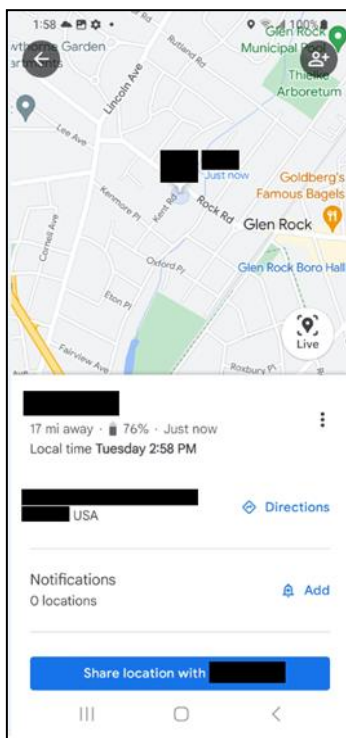 1:58
100%
Glen Rock
Municipal Pool
wthorne Garden
artments
Rutland Rd
Thielke
Arboretum
Lincoln Ave
Lee Ave
Just now
Goldberg's
Famous Bagels
Kenmore Pl
Kent Rd
Rock Rd
Glen Rock
Cornell Ave
Oxford Pl
Glen Rock Boro Hall
Eton Pl
Live
Fairview Ave
Roxbury Pl
17 mi away · 76% · Just now
Local time Tuesday 2:58 PM
USA
Directions
Notifications
0 locations
Add
Share location with